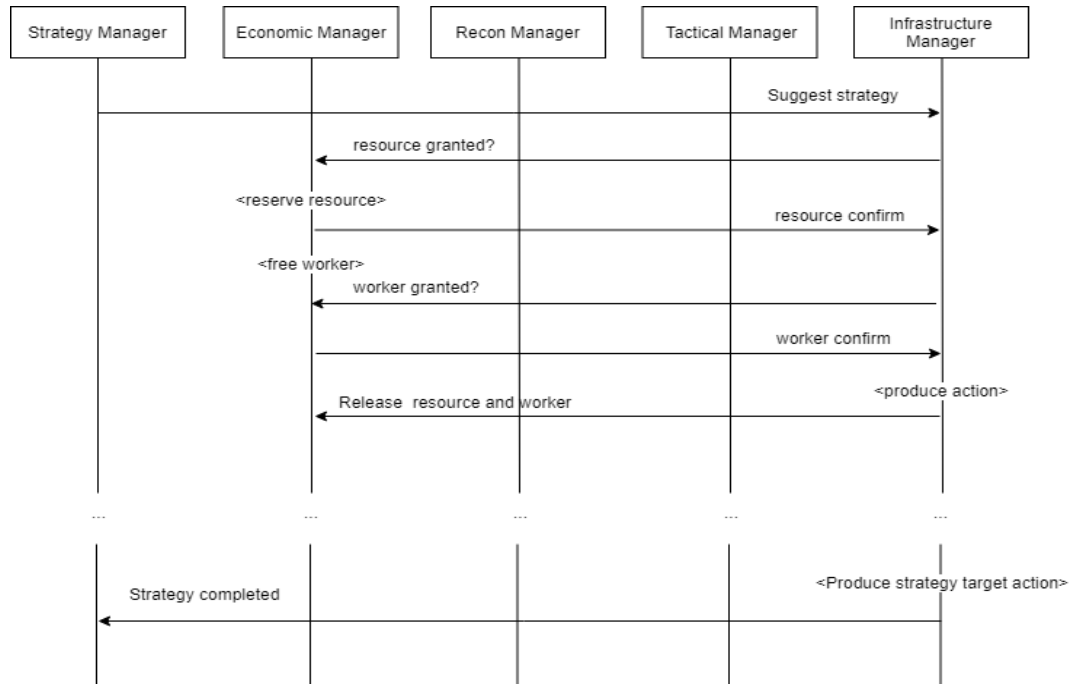 Strategy Manager
Economic Manager
Recon Manager
Tactical Manager
Infrastructure
Manager
Suggest strategy
resource granted?
<reserve resource>
resource confirm
<free worker>
worker granted?
worker confirm
<produce action>
Release resource and worker
...
...
...
...
...
<Produce strategy target action>
Strategy completed